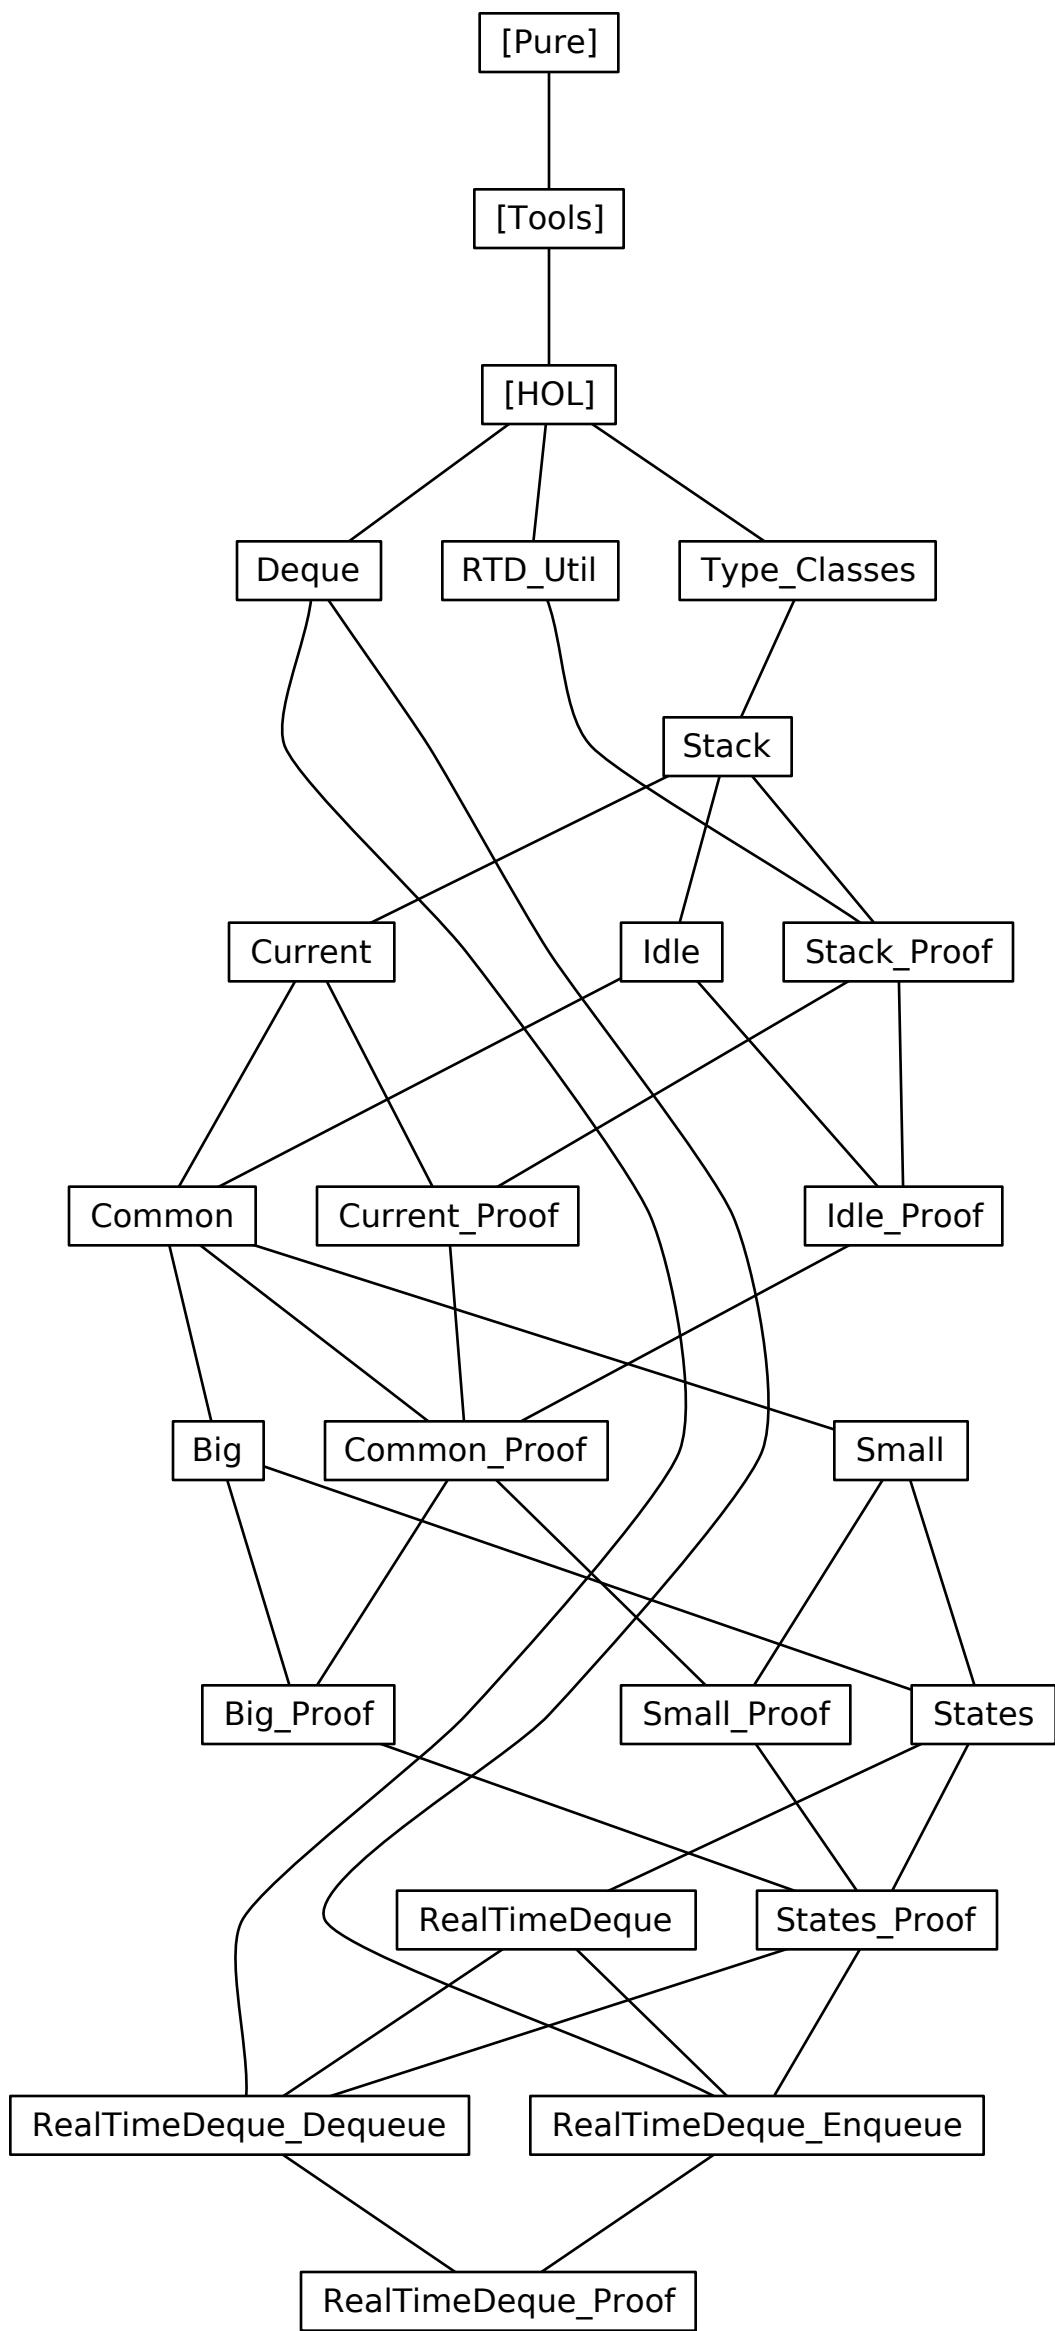 [Pure]
[Tools]
[HOL]
Deque
RTD_Util
Type_Classes
Stack
Current
Idle
Stack_Proof
Common
Current_Proof
Idle_Proof
Big
Common_Proof
Small
Big_Proof
Small_Proof
States
RealTimeDeque
States_Proof
RealTimeDeque_Dequeue
RealTimeDeque_Enqueue
RealTimeDeque_Proof